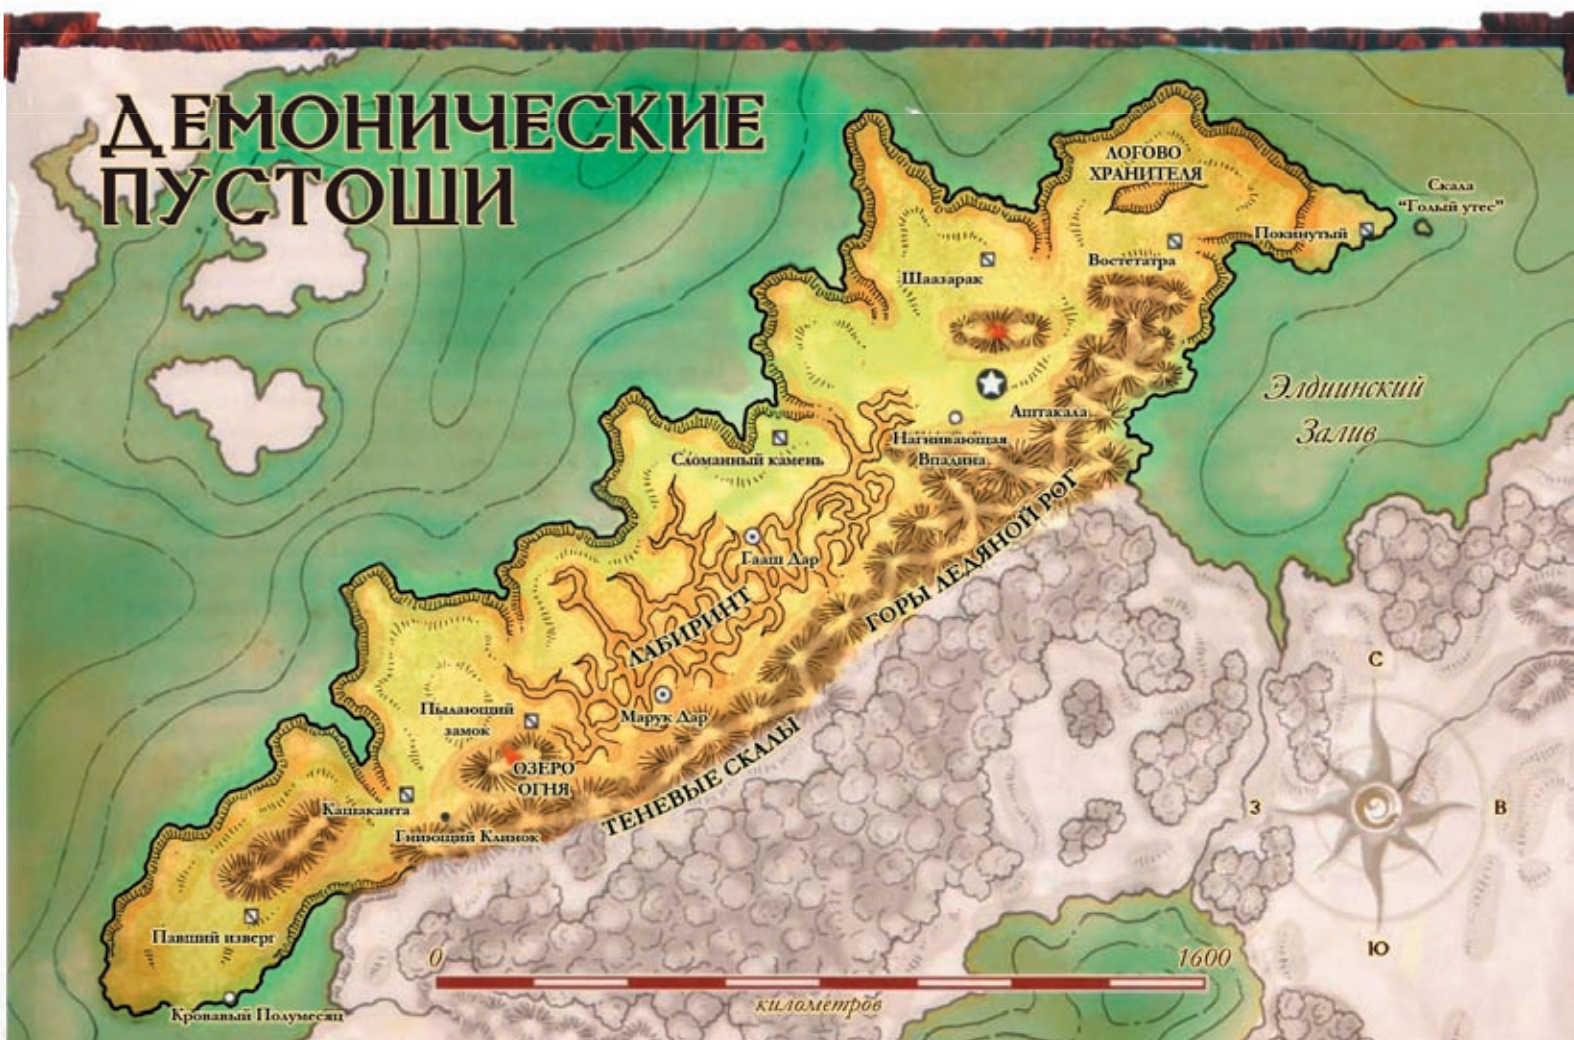 ДЕМОНИЧЕСКИЕ
ПУСТОШИ
ЛОГОВО
ХРАНИТЕЛЯ
Скала
"Голый утес"
Покинутый
Востетатра
Шаазарак
Элдиинский
Залив
Аштакала
Нагнивающая
Впадина
Сломанный камень
ГОРЫ ЛЕДЯНОЙ РОГ
Гааш Дар
ЛАБИРИНТ
С
Пылающий
замок
Марук Дар
ОЗЕРО
ОГНЯ
ТЕНЕВЫЕ СКАЛЫ
Кашаканта
Гниющий Клинок
З
В
Павший изверг
Ю
0
1600
километров
Кровавый Полумесяц